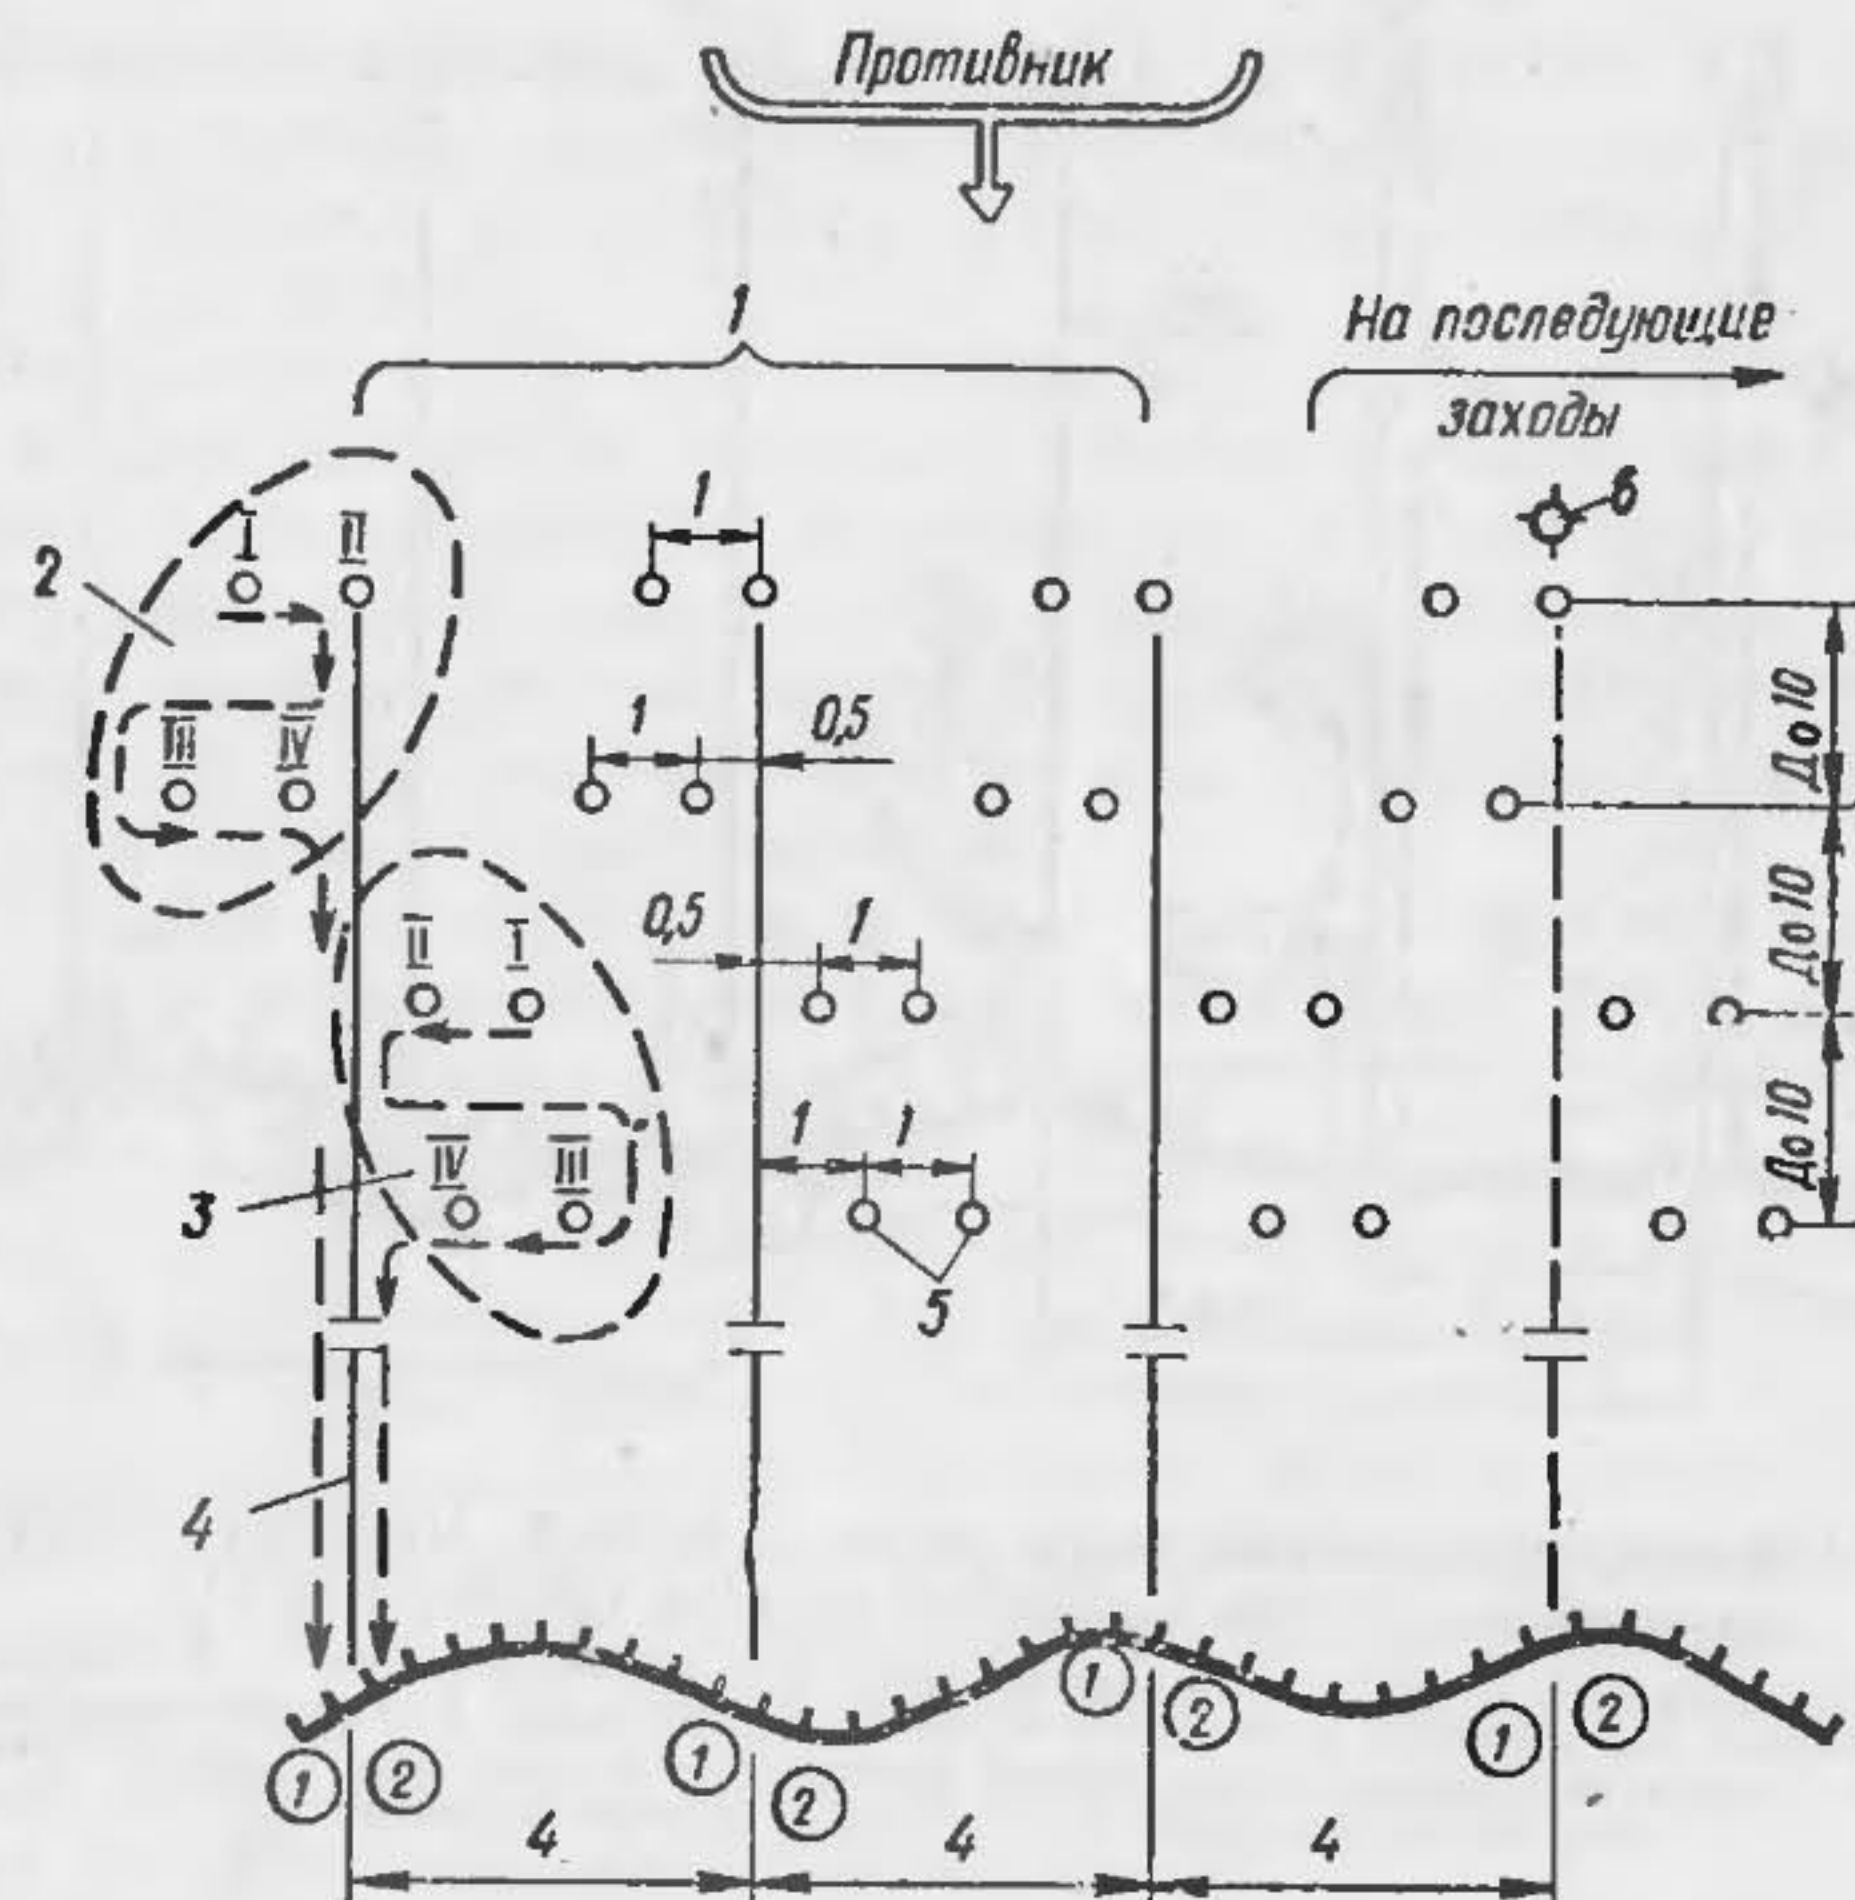 Противник
1
На последующие
заходы
6
1
I II
2
До 10
1 0,5
III IV
До 10
0,5 1
II I
До 10
1 1
IV III
3
5
4
1 2 1 2 1 2 1 2
4 4 4